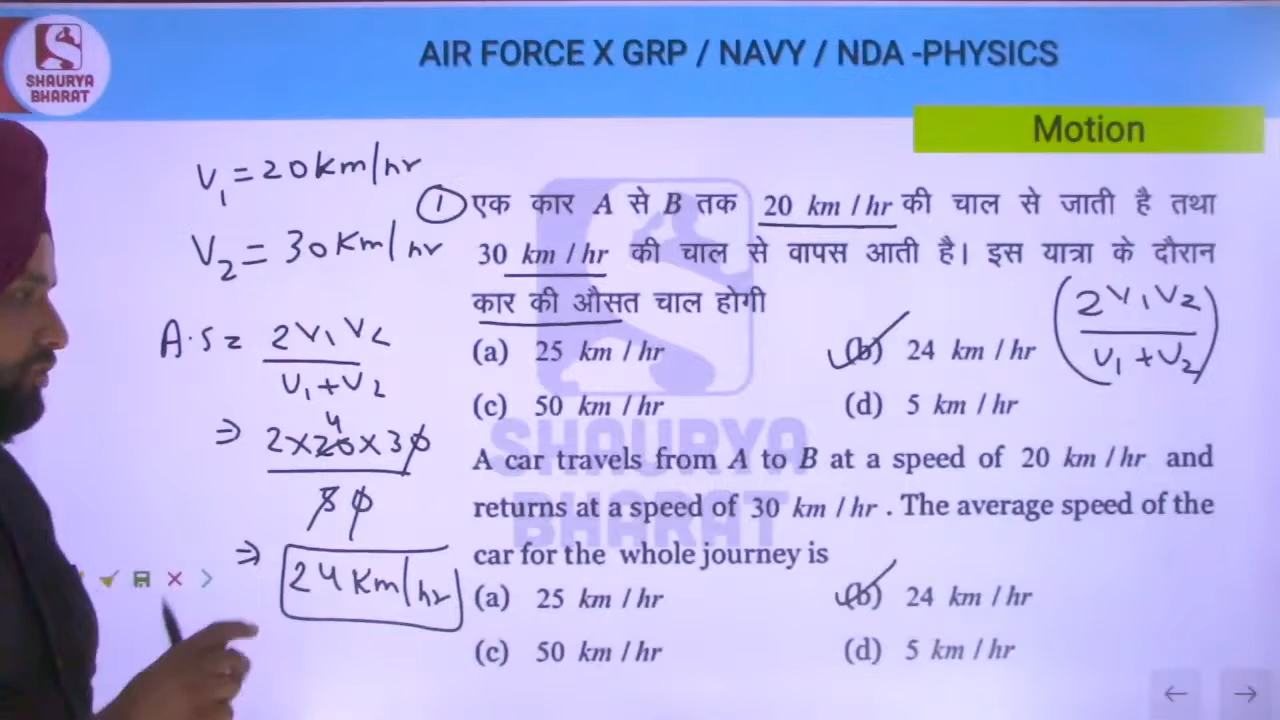 SHAURYA
BHARAT
AIR FORCE X GRP / NAVY / NDA -PHYSICS
Motion
V₁ = 20 km/hr
V₂ = 30 Km/hr
A.S = 2V₁V₂
V₁+V₂
⇒ 2×20×30
4
50
⇒ 24 Km/hr
① एक कार A से B तक 20 km / hr की चाल से जाती है तथा
30 km / hr की चाल से वापस आती है। इस यात्रा के दौरान
कार की औसत चाल होगी
(2V₁V₂
V₁+V₂)
(a) 25 km / hr (b) 24 km / hr
(c) 50 km / hr (d) 5 km / hr
SHAURYA
BHARAT
A car travels from A to B at a speed of 20 km / hr and
returns at a speed of 30 km / hr . The average speed of the
car for the whole journey is
(a) 25 km / hr (b) 24 km / hr
(c) 50 km / hr (d) 5 km / hr